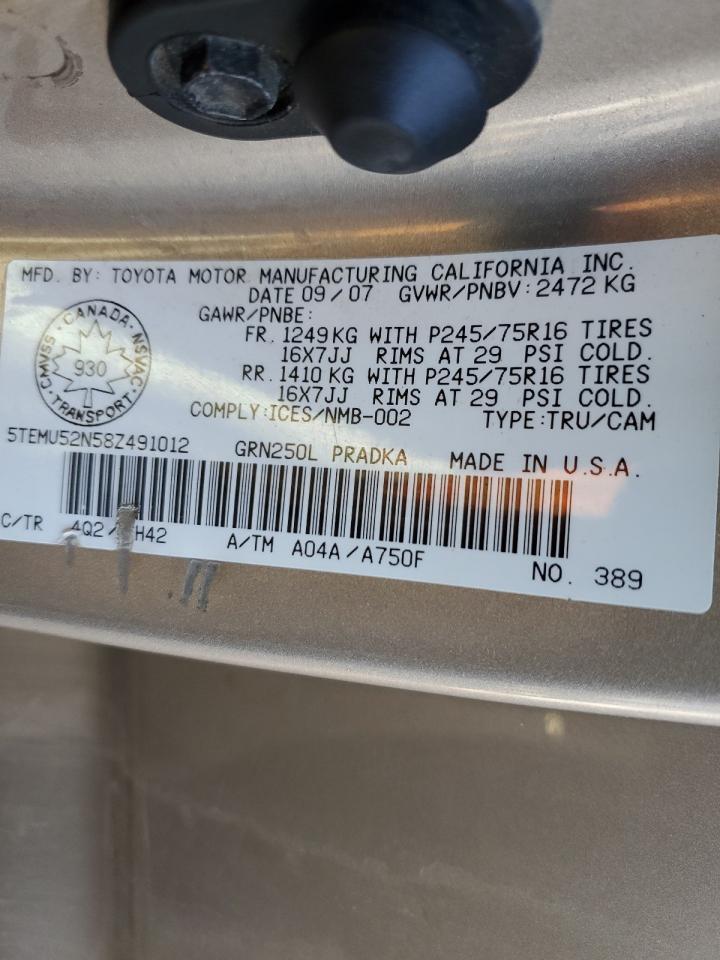 MFD. BY: TOYOTA MOTOR MANUFACTURING CALIFORNIA INC.
DATE 09/07 GVWR/PNBV: 2472 KG
GAWR/PNBE:
FR. 1249KG WITH P245/75R16 TIRES
16X7JJ RIMS AT 29 PSI COLD.
RR. 1410 KG WITH P245/75R16 TIRES
16X7JJ RIMS AT 29 PSI COLD.
COMPLY:ICES/NMB-002 TYPE:TRU/CAM
CANADA · NSVAC · TRANSPORT · CMVSS ·
930
5TEMU52N58Z491012 GRN250L PRADKA MADE IN U.S.A.
C/TR 4Q2/ H42 A/TM A04A/A750F NO. 389